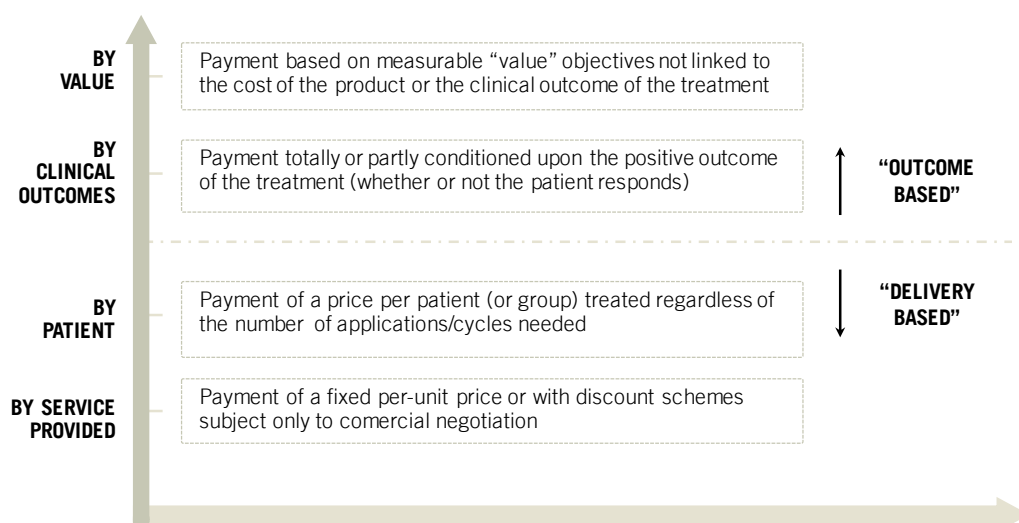 BY
VALUE
Payment based on measurable “value” objectives not linked to
the cost of the product or the clinical outcome of the treatment
BY
CLINICAL
OUTCOMES
Payment totally or partly conditioned upon the positive outcome
of the treatment (whether or not the patient responds)
“OUTCOME
BASED”
BY
PATIENT
Payment of a price per patient (or group) treated regardless of
the number of applications/cycles needed
“DELIVERY
BASED”
BY SERVICE
PROVIDED
Payment of a fixed per-unit price or with discount schemes
subject only to comercial negotiation